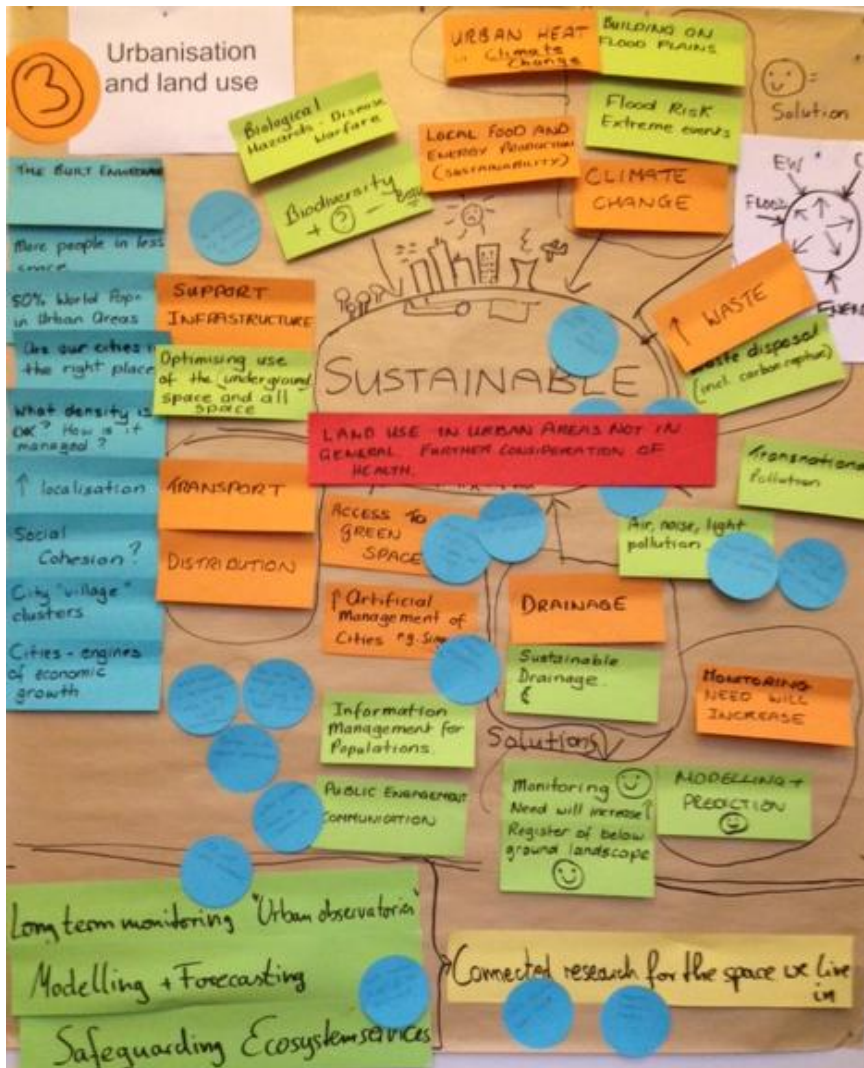 3
Urbanisation
and land use
URBAN HEAT
Climate
Change
BUILDING ON
FLOOD PLAINS
= Solution
Biological
Hazards - Disease
Warfare
LOCAL FOOD AND
ENERGY PRODUCTION
(SUSTAINABILITY)
Flood Risk
Extreme events
Biodiversity
+ ? -
CLIMATE
CHANGE
EW
FLOOD
THE BUILT
More people in less
space
50% World Pop
in Urban Areas
Are our cities in
the right place
What density is
OK? How is it
managed?
↑ localisation
Social
Cohesion?
City "village"
clusters
Cities - engines
of economic
growth
SUPPORT
INFRASTRUCTURE
Optimising use
of the underground
space and all
space
TRANSPORT
DISTRIBUTION
SUSTAINABLE
LAND USE IN URBAN AREAS NOT IN
GENERAL. FURTHER CONSIDERATION OF
HEALTH.
↑ WASTE
Waste disposal
(incl. carbon capture)
Transnational
Pollution
Air, noise, light
pollution
ACCESS TO
GREEN
SPACE
↑ Artificial
Management of
Cities e.g.
DRAINAGE
Sustainable
Drainage
Information
Management for
Populations
PUBLIC ENGAGEMENT
COMMUNICATION
MONITORING
NEED WILL
INCREASE
Solutions
Monitoring
Need will increase ↑
Register of below
ground landscape
MODELLING +
PREDICTION
Long term monitoring "Urban observatories"
Modelling + Forecasting
Safeguarding Ecosystem services
Connected research for the space we live
in